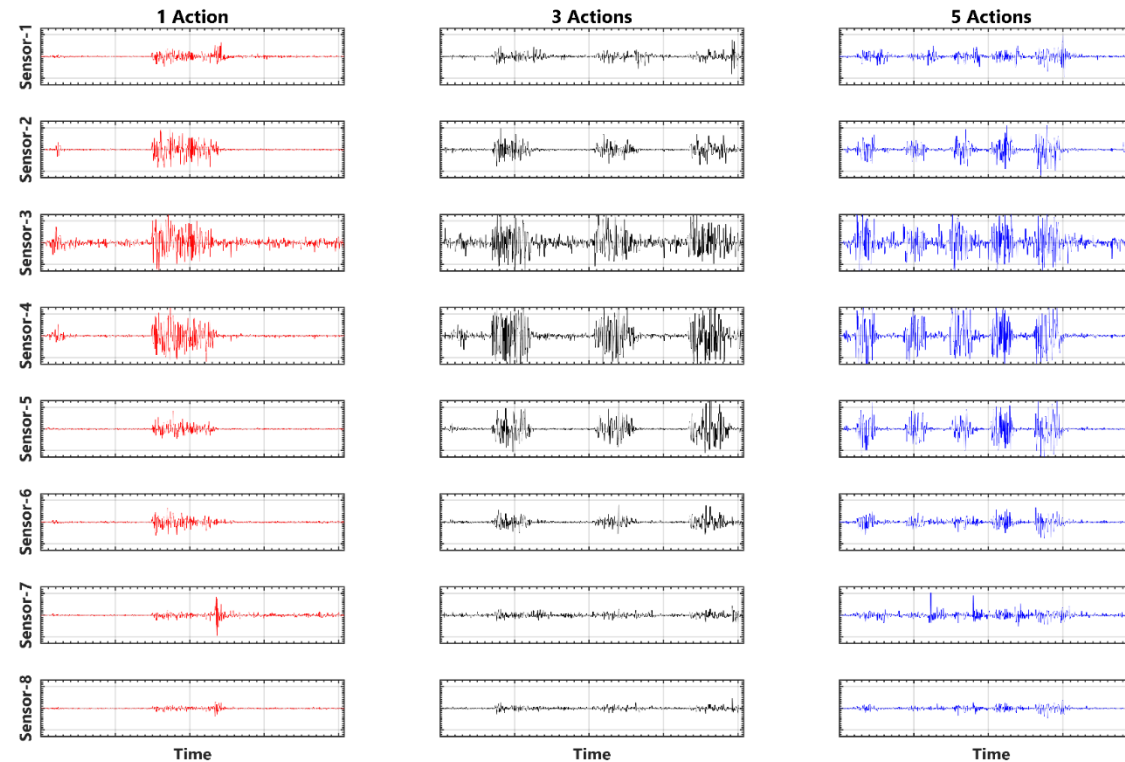 1 Action
3 Actions
5 Actions
Sensor-1
Sensor-2
Sensor-3
Sensor-4
Sensor-5
Sensor-6
Sensor-7
Sensor-8
Time
Time
Time